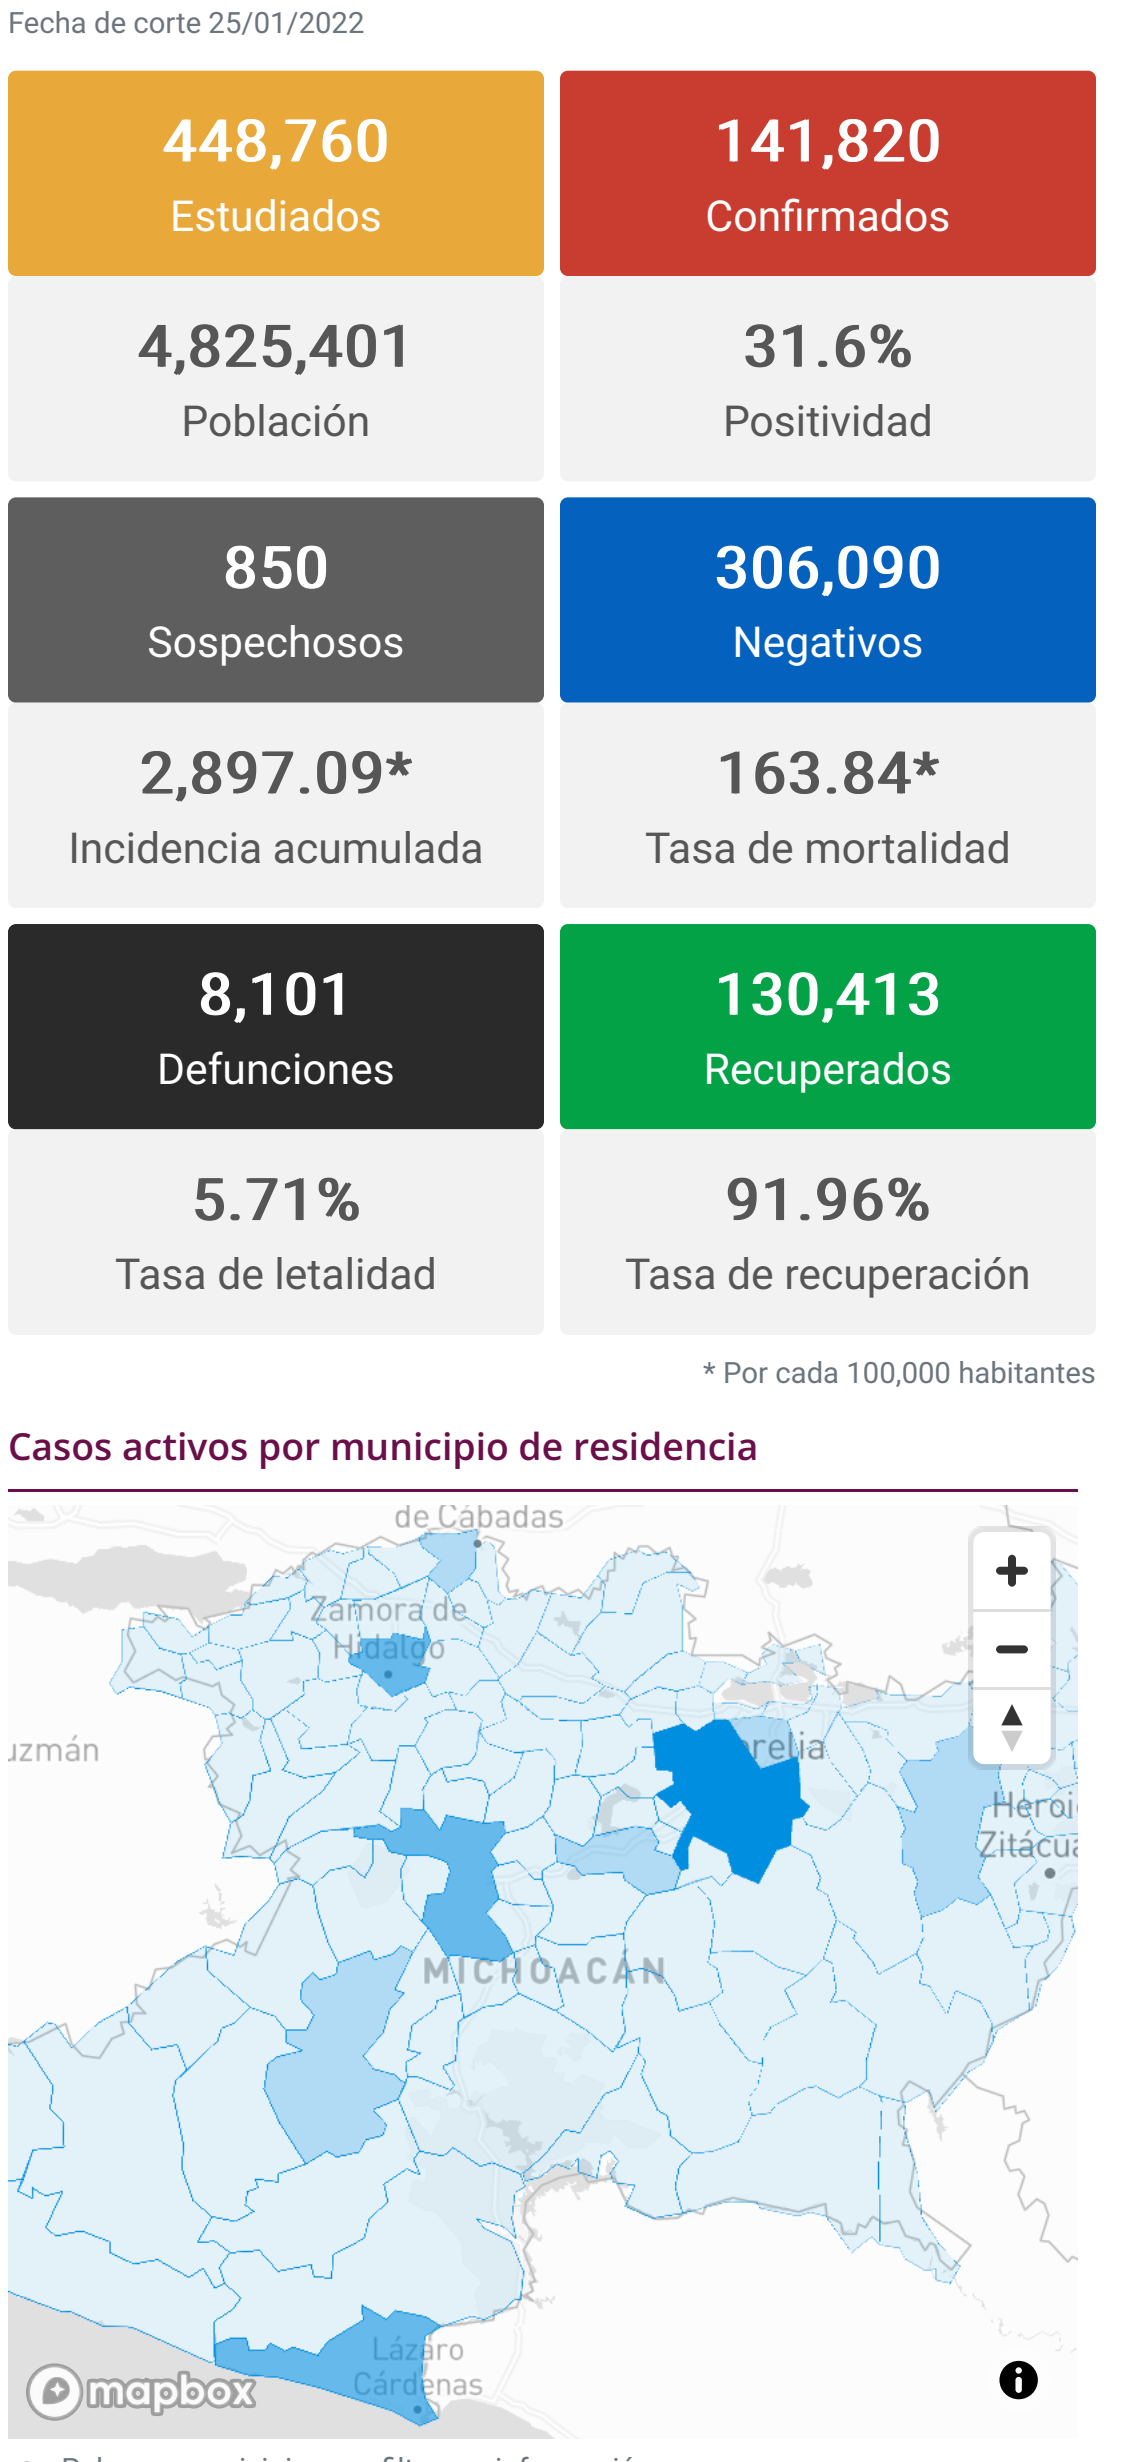 Fecha de corte 25/01/2022
448,760
Estudiados
141,820
Confirmados
4,825,401
Población
31.6%
Positividad
850
Sospechosos
306,090
Negativos
2,897.09*
Incidencia acumulada
163.84*
Tasa de mortalidad
8,101
Defunciones
130,413
Recuperados
5.71%
Tasa de letalidad
91.96%
Tasa de recuperación
* Por cada 100,000 habitantes
Casos activos por municipio de residencia
de Cábadas
Zamora de
Hidalgo
uzmán
relia
Heroi
Zitácua
MICHOACÁN
Lázaro
Cárdenas
mapbox